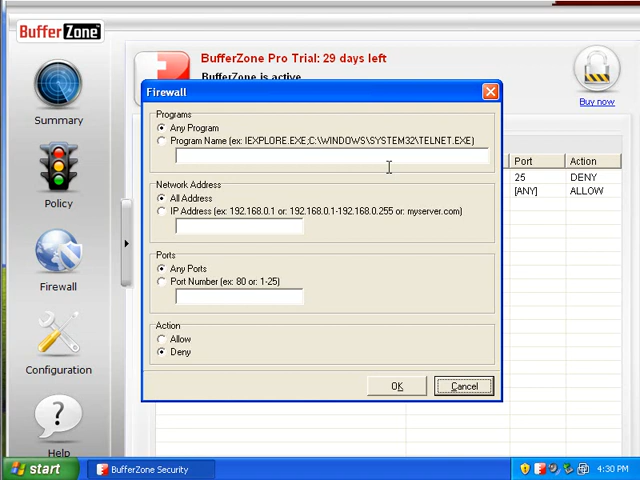 BufferZone
BufferZone Pro Trial: 29 days left
BufferZone is active
Buy now
Summary
Policy
Firewall
Configuration
Help
Port Action
25 DENY
[ANY] ALLOW
Firewall
Programs
Any Program
Program Name (ex: IEXPLORE.EXE;C:\WINDOWS\SYSTEM32\TELNET.EXE)
Network Address
All Address
IP Address (ex: 192.168.0.1 or: 192.168.0.1-192.168.0.255 or: myserver.com)
Ports
Any Ports
Port Number (ex: 80 or: 1-25)
Action
Allow
Deny
OK Cancel
start BufferZone Security 4:30 PM